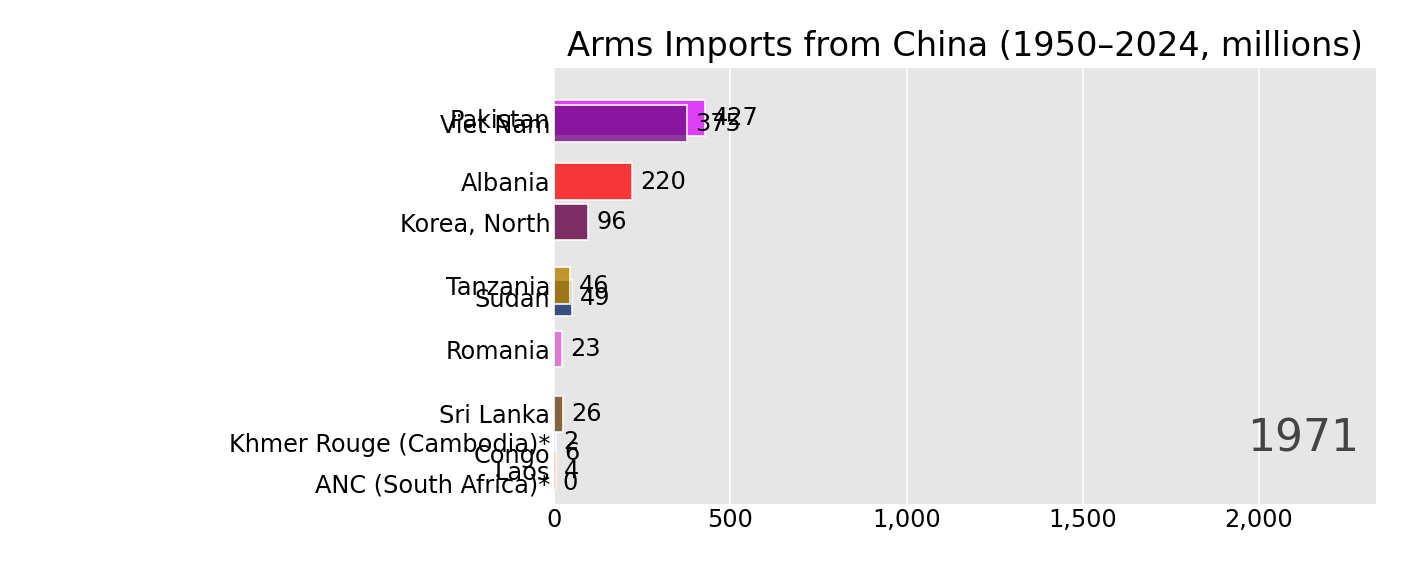 Arms Imports from China (1950–2024, millions)
Pakistan 427
Viet Nam 375
Albania 220
Korea, North 96
Tanzania 46
Sudan 49
Romania 23
Sri Lanka 26
Khmer Rouge (Cambodia)* 2
Congo 6
Laos 4
ANC (South Africa)* 0
1971
0 500 1,000 1,500 2,000